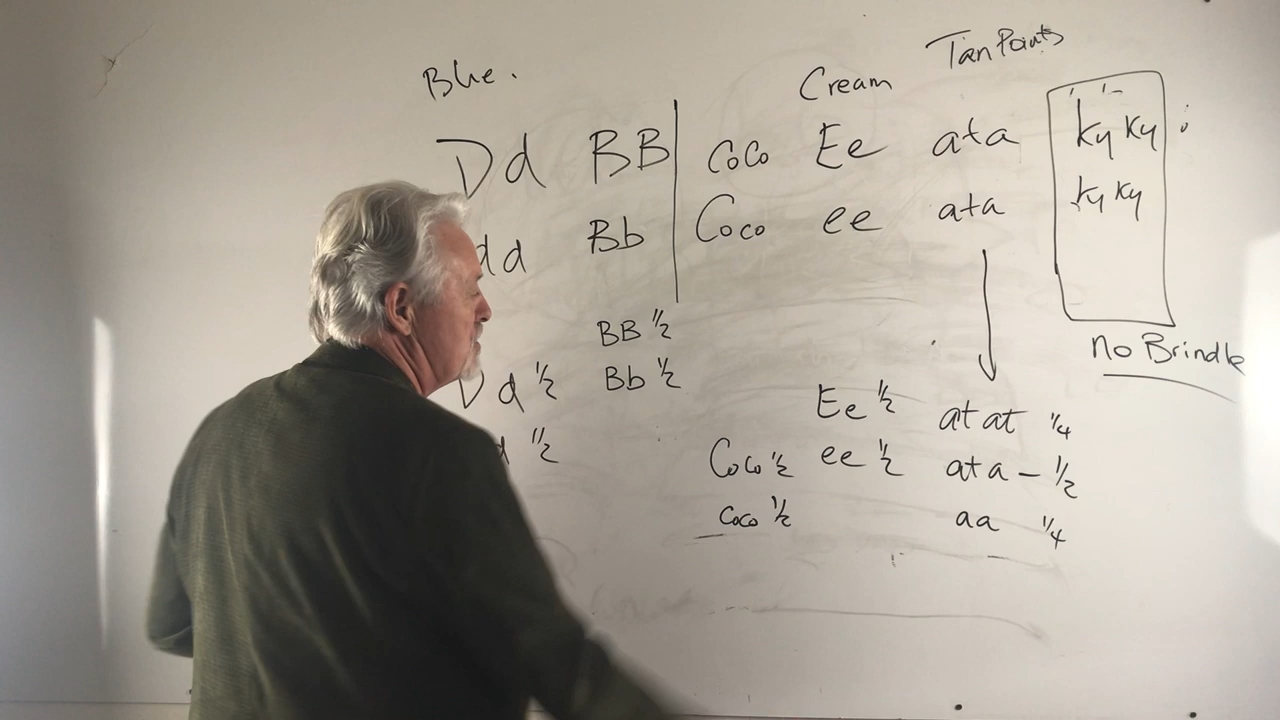 Blue. Cream Tan Points
Dd BB CoCo Ee ata KyKy
dd Bb Coco ee ata KyKy
BB 1/2 no Brindle
Dd 1/2 Bb 1/2 Ee 1/2 at at 1/4
d 1/2 CoCo 1/2 ee 1/2 ata - 1/2
coco 1/2 aa 1/4